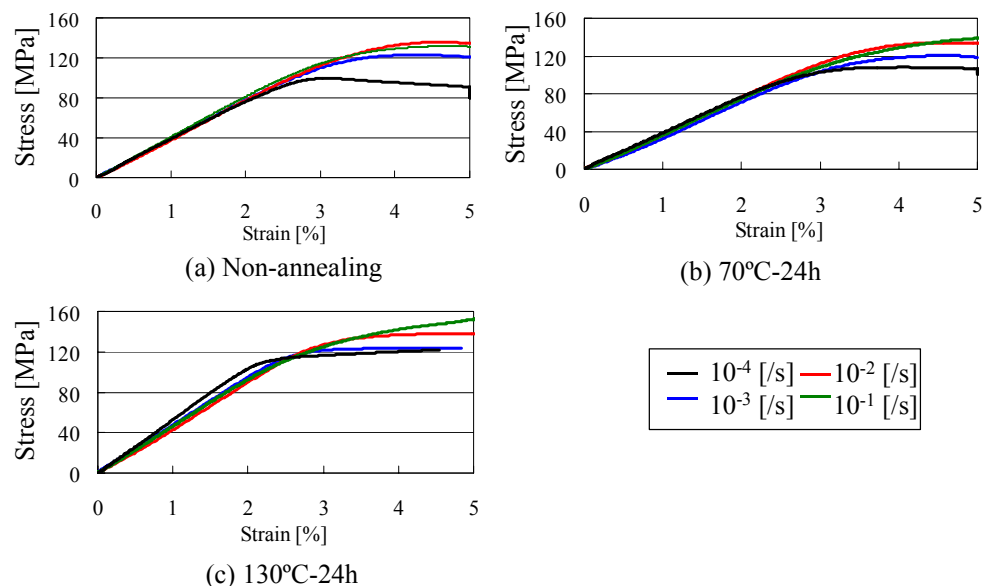 160
120
80
40
0
Stress [MPa]
0 1 2 3 4 5
Strain [%]
(a) Non-annealing
160
120
80
40
0
Stress [MPa]
0 1 2 3 4 5
Strain [%]
(b) 70ºC-24h
160
120
80
40
0
Stress [MPa]
0 1 2 3 4 5
Strain [%]
(c) 130ºC-24h
10⁻⁴ [/s] 10⁻² [/s]
10⁻³ [/s] 10⁻¹ [/s]